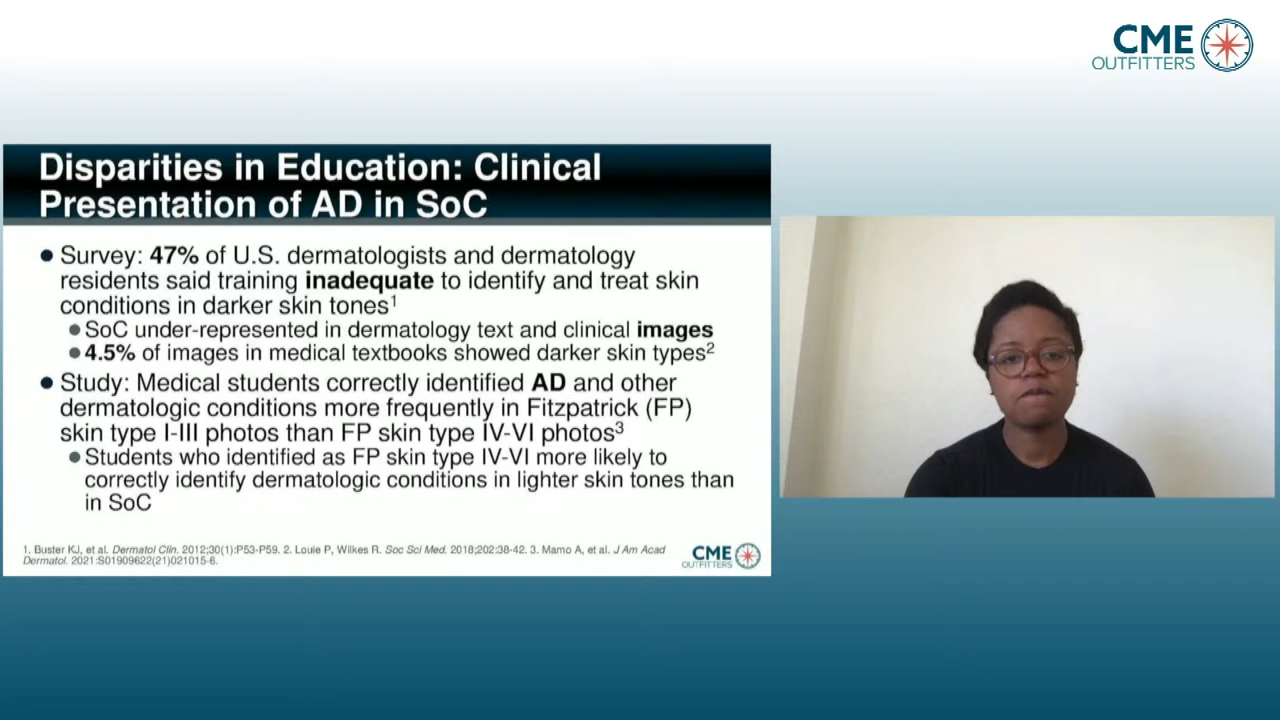 CME
OUTFITTERS
Disparities in Education: Clinical
Presentation of AD in SoC
● Survey: 47% of U.S. dermatologists and dermatology
residents said training inadequate to identify and treat skin
conditions in darker skin tones1
● SoC under-represented in dermatology text and clinical images
● 4.5% of images in medical textbooks showed darker skin types2
● Study: Medical students correctly identified AD and other
dermatologic conditions more frequently in Fitzpatrick (FP)
skin type I-III photos than FP skin type IV-VI photos3
● Students who identified as FP skin type IV-VI more likely to
correctly identify dermatologic conditions in lighter skin tones than
in SoC
1. Buster KJ, et al. Dermatol Clin. 2012;30(1):P53-P59. 2. Louie P, Wilkes R. Soc Sci Med. 2018;202:38-42. 3. Mamo A, et al. J Am Acad
Dermatol. 2021:S01909622(21)021015-6.
CME
OUTFITTERS